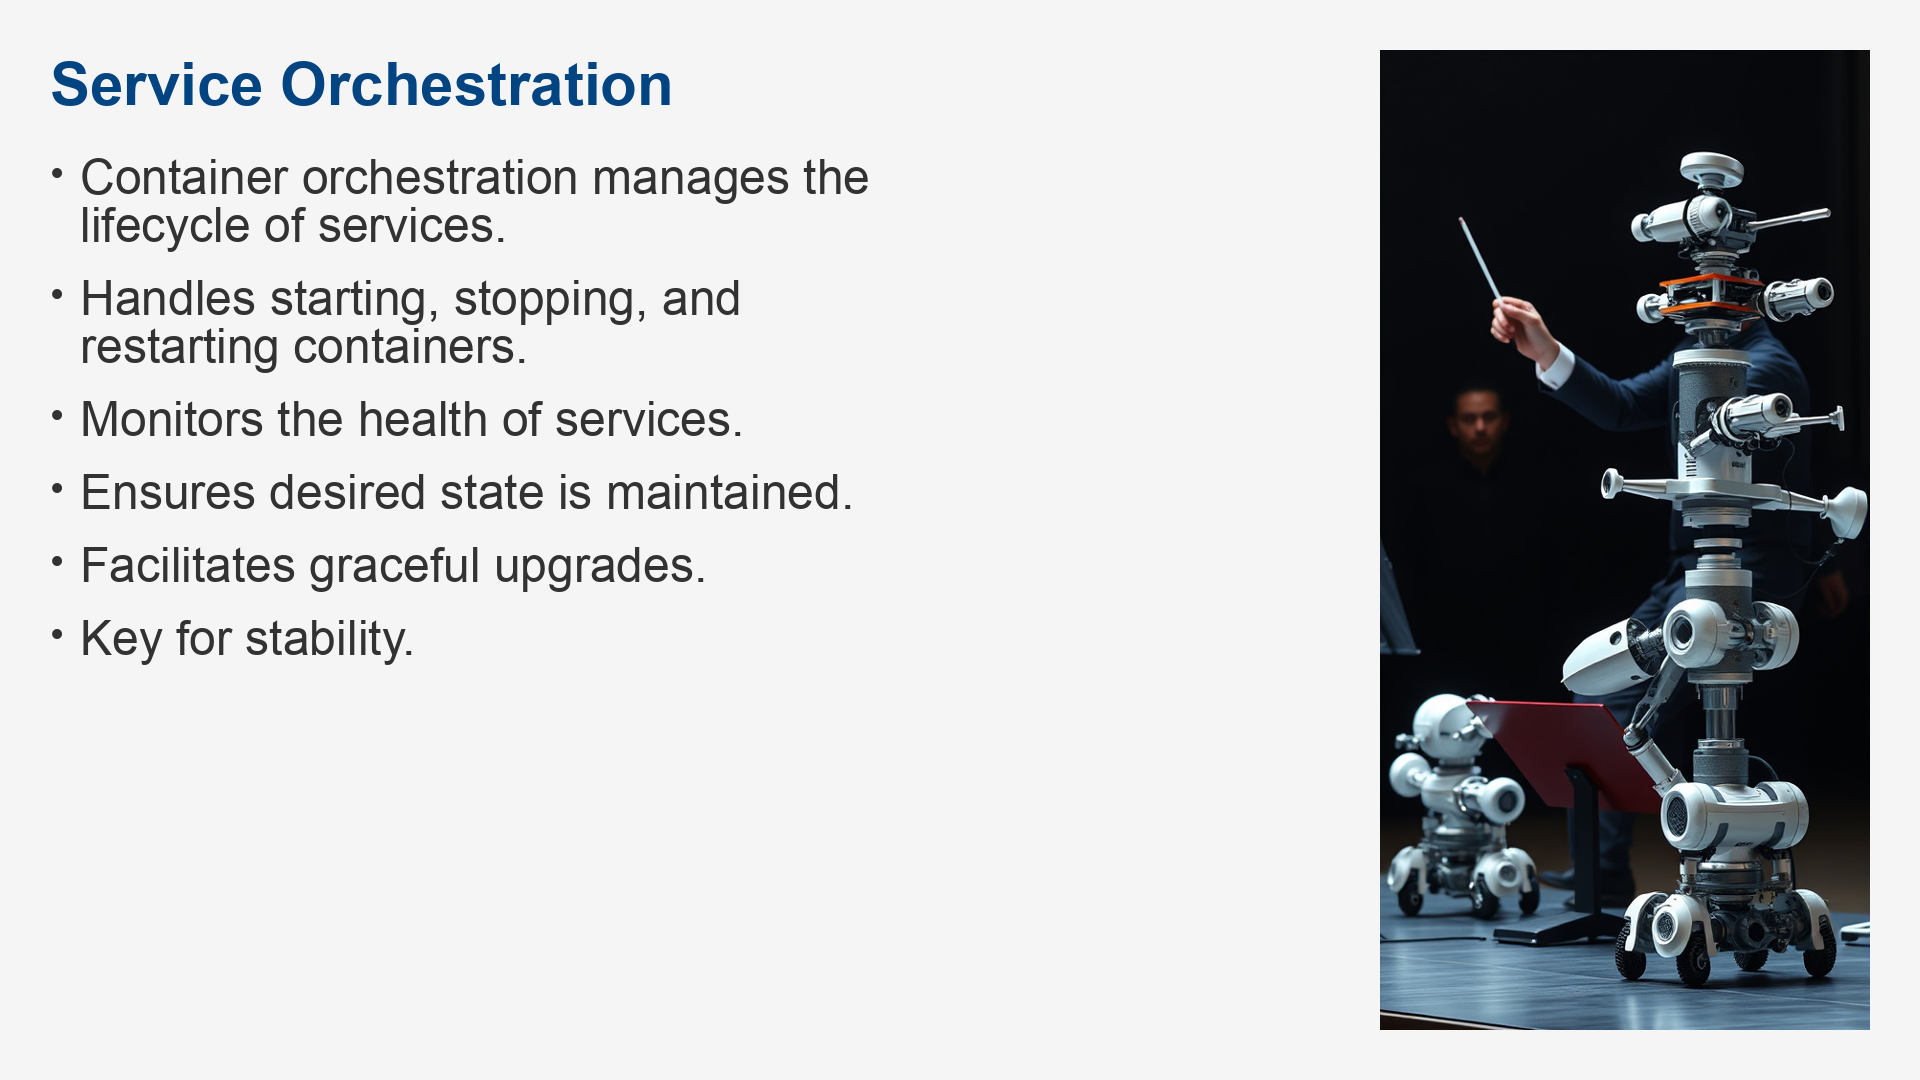 Service Orchestration
• Container orchestration manages the
lifecycle of services.
• Handles starting, stopping, and
restarting containers.
• Monitors the health of services.
• Ensures desired state is maintained.
• Facilitates graceful upgrades.
• Key for stability.